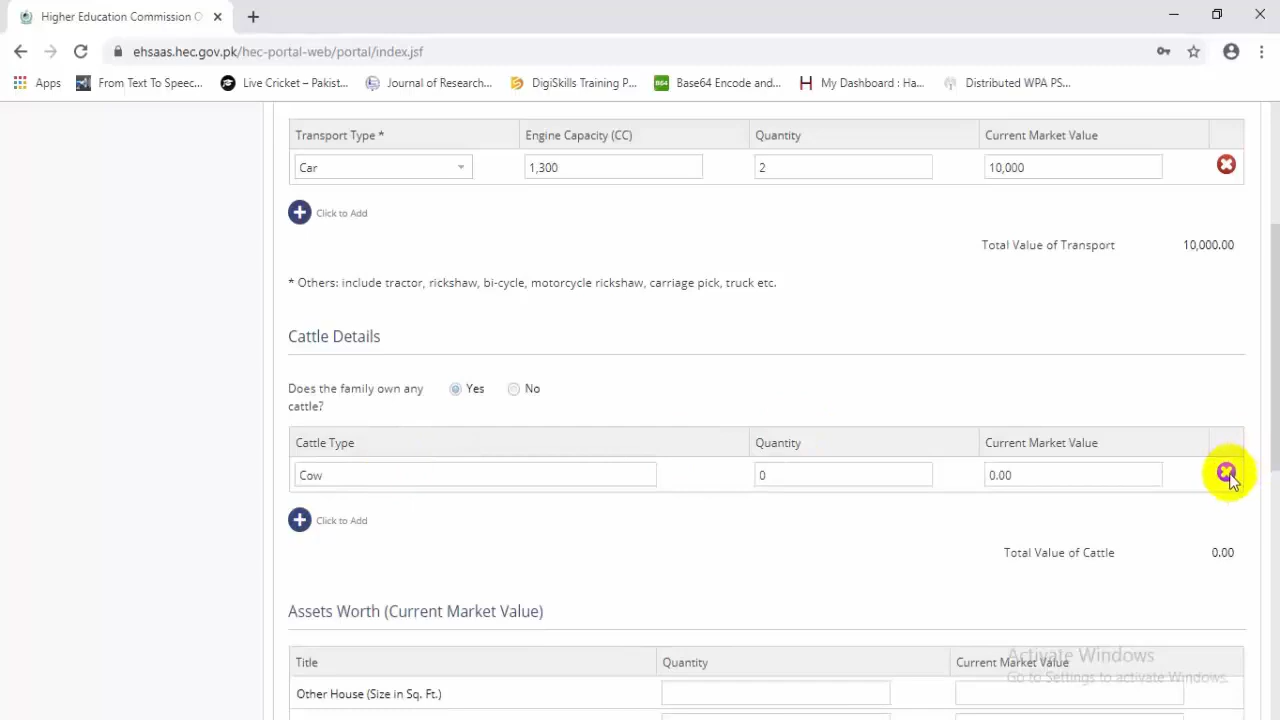 Higher Education Commission O
ehsaas.hec.gov.pk/hec-portal-web/portal/index.jsf
Apps From Text To Speec... Live Cricket – Pakist... Journal of Research... DigiSkills Training P... B64 Base64 Encode and... My Dashboard : Ha... Distributed WPA PS...
Transport Type * Engine Capacity (CC) Quantity Current Market Value
Car 1,300 2 10,000
Click to Add
Total Value of Transport 10,000.00
* Others: include tractor, rickshaw, bi-cycle, motorcycle rickshaw, carriage pick, truck etc.
Cattle Details
Does the family own any Yes No
cattle?
Cattle Type Quantity Current Market Value
Cow 0 0.00
Click to Add
Total Value of Cattle 0.00
Assets Worth (Current Market Value)
Activate Windows
Title Quantity Current Market Value
Go to Settings to activate Windows.
Other House (Size in Sq. Ft.)